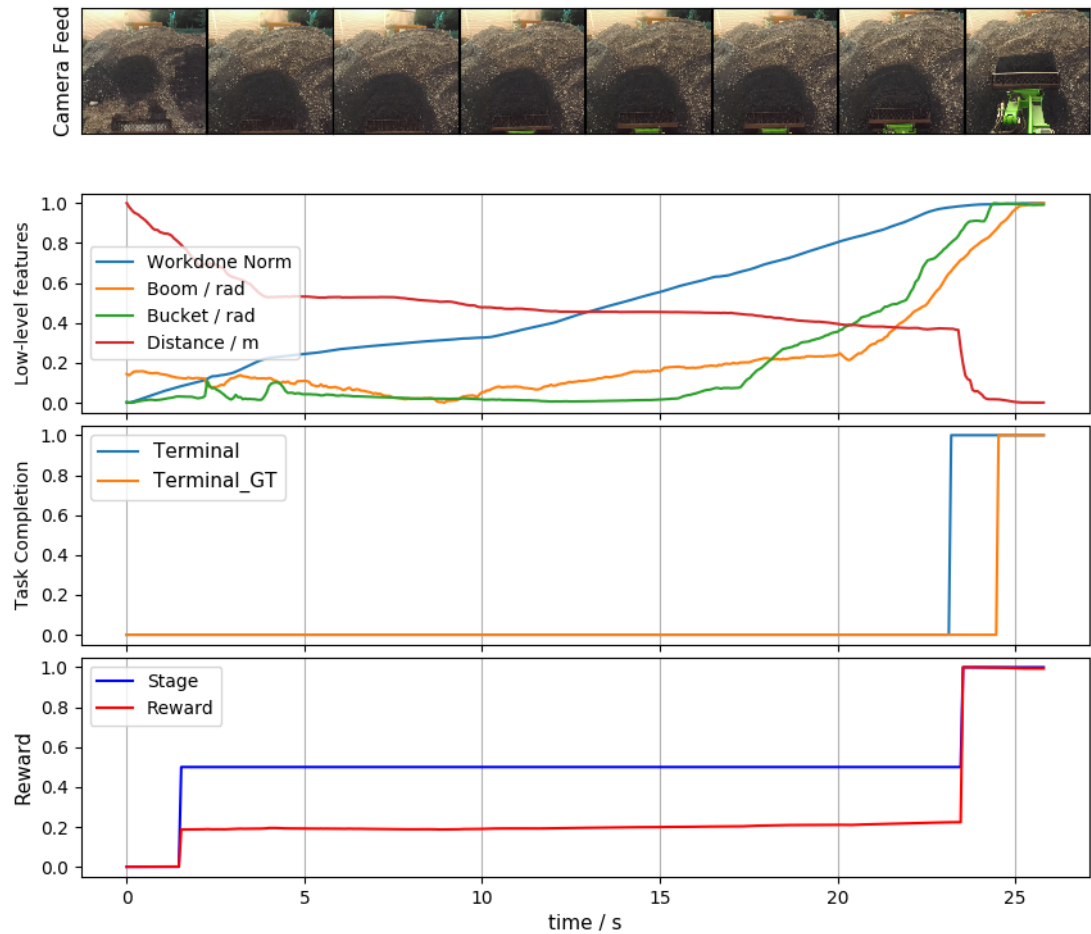 Camera Feed
Low-level features
1.0
0.8
0.6
0.4
0.2
0.0
Workdone Norm
Boom / rad
Bucket / rad
Distance / m
Task Completion
1.0
0.8
0.6
0.4
0.2
0.0
Terminal
Terminal_GT
Reward
1.0
0.8
0.6
0.4
0.2
0.0
Stage
Reward
0 5 10 15 20 25
time / s